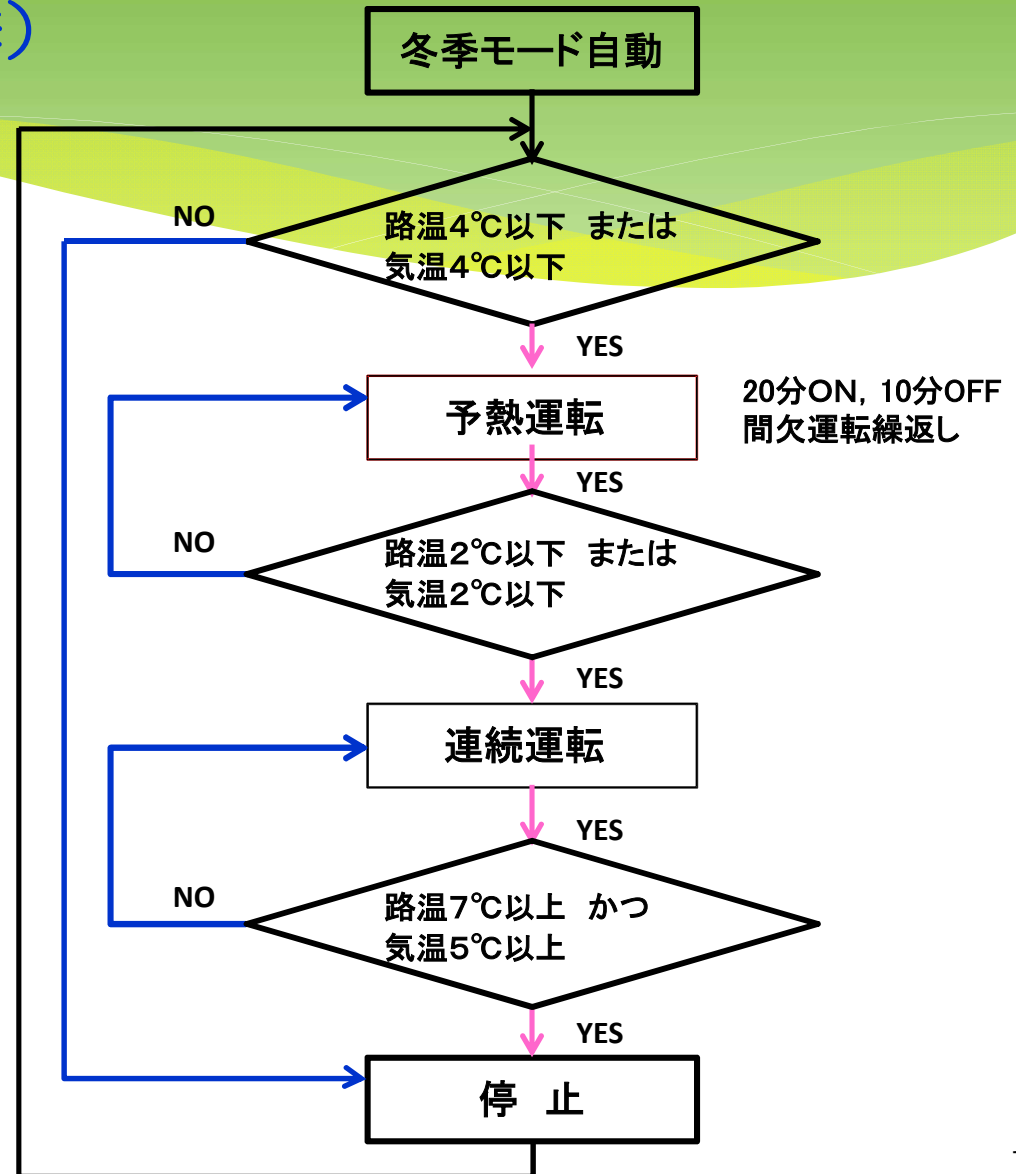 冬季モード自動
NO
路温4℃以下 または
気温4℃以下
YES
予熱運転
20分ON, 10分OFF
間欠運転繰返し
YES
NO
路温2℃以下 または
気温2℃以下
YES
連続運転
YES
NO
路温7℃以上 かつ
気温5℃以上
YES
停 止